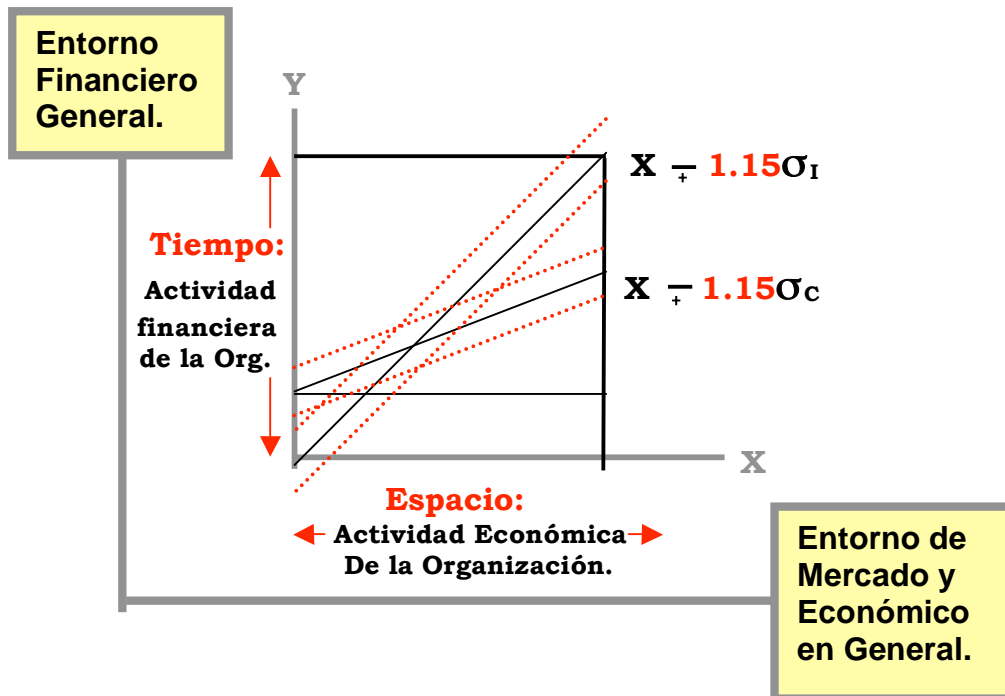 Entorno
Financiero
General.
Y
X ∓ 1.15σI
Tiempo:
X ∓ 1.15σC
Actividad
financiera
de la Org.
X
Espacio:
Actividad Económica
De la Organización.
Entorno de
Mercado y
Económico
en General.